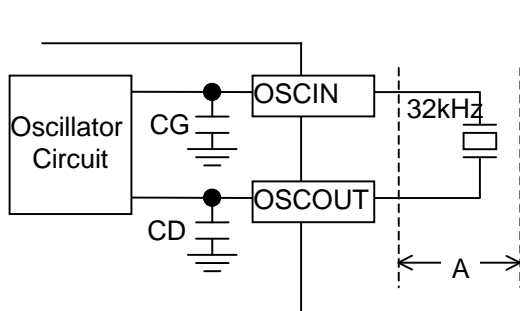 OSCIN
32kHz
Oscillator
Circuit
CG
OSCOUT
CD
A